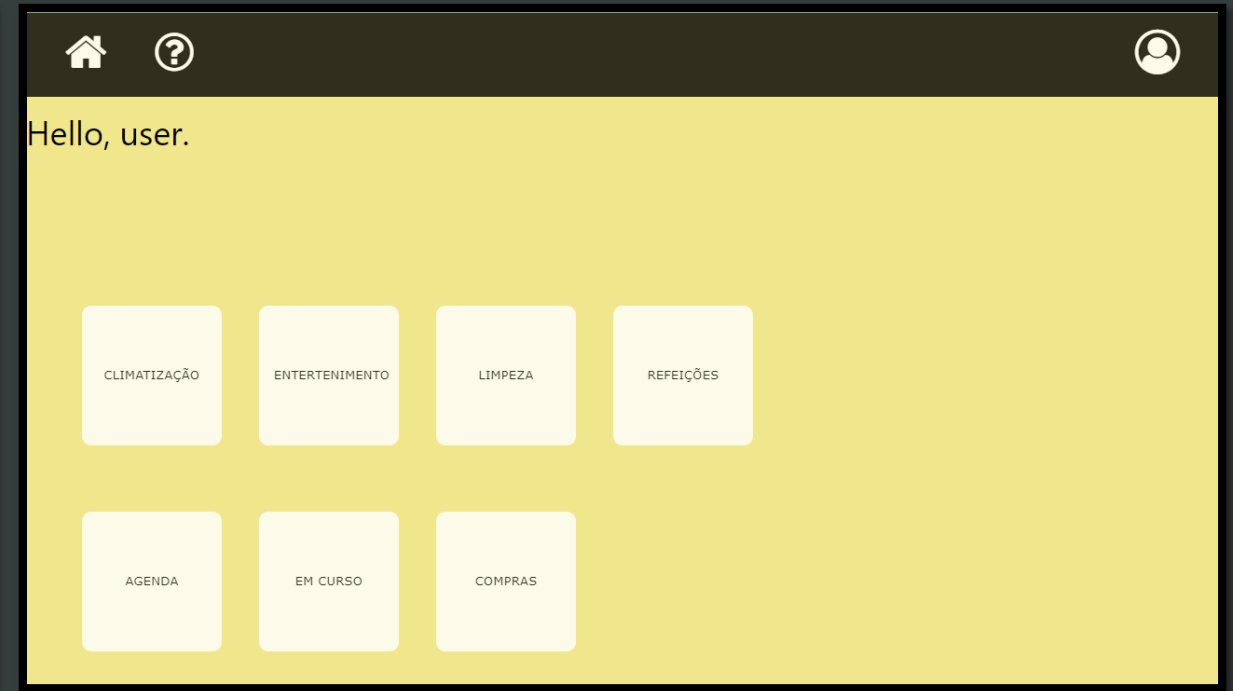 Hello, user.
CLIMATIZAÇÃO
ENTERTENIMENTO
LIMPEZA
REFEIÇÕES
AGENDA
EM CURSO
COMPRAS